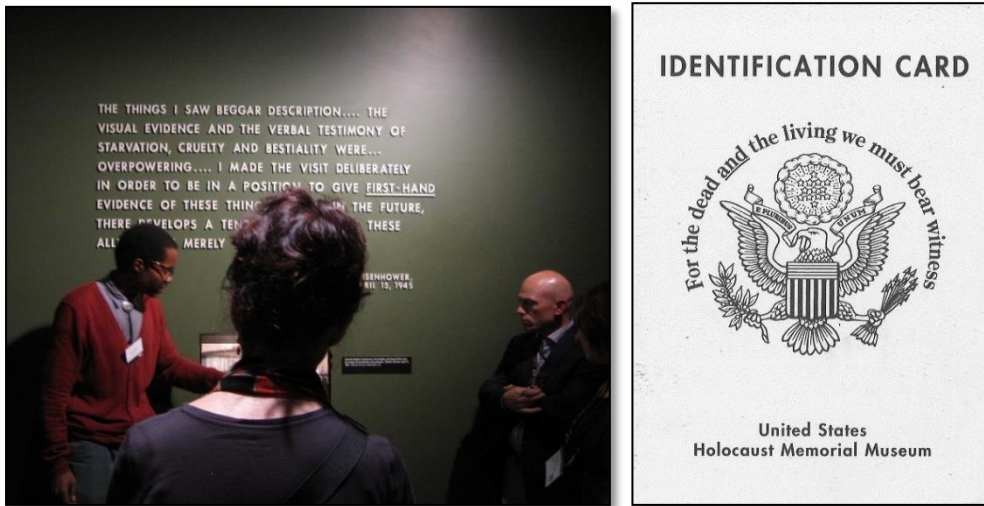 THE THINGS I SAW BEGGAR DESCRIPTION.... THE
VISUAL EVIDENCE AND THE VERBAL TESTIMONY OF
STARVATION, CRUELTY AND BESTIALITY WERE...
OVERPOWERING.... I MADE THE VISIT DELIBERATELY
IN ORDER TO BE IN A POSITION TO GIVE FIRST-HAND
EVIDENCE OF THESE THIN IN THE FUTURE,
THERE DEVELOPS A TEN THESE
ALL MERELY
ISENHOWER,
RIL 15, 1945
IDENTIFICATION CARD
For the dead and the living we must bear witness
E PLURIBUS UNUM
United States
Holocaust Memorial Museum